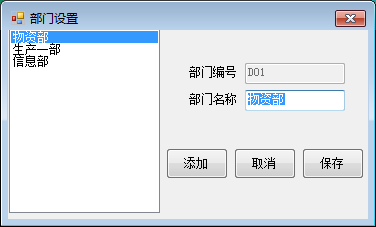 部门设置
物资部
生产一部
信息部
部门编号 D01
部门名称 物资部
添加 取消 保存